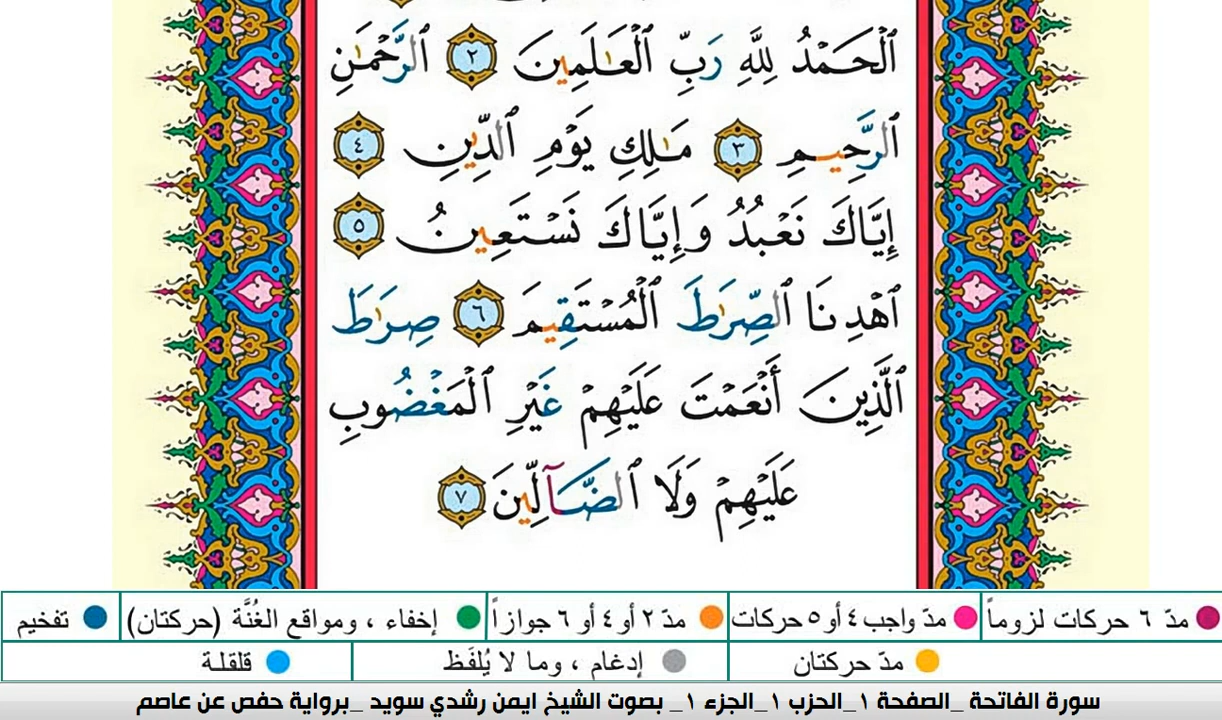 ٱلۡحَمۡدُ لِلَّهِ رَبِّ ٱلۡعَٰلَمِينَ ٢ ٱلرَّحۡمَٰنِ
ٱلرَّحِيمِ ٣ مَٰلِكِ يَوۡمِ ٱلدِّينِ ٤
إِيَّاكَ نَعۡبُدُ وَإِيَّاكَ نَسۡتَعِينُ ٥
ٱهۡدِنَا ٱلصِّرَٰطَ ٱلۡمُسۡتَقِيمَ ٦ صِرَٰطَ
ٱلَّذِينَ أَنۡعَمۡتَ عَلَيۡهِمۡ غَيۡرِ ٱلۡمَغۡضُوبِ
عَلَيۡهِمۡ وَلَا ٱلضَّآلِّينَ ٧
مدّ ٦ حركات لزوماً مدّ واجب ٤ أو ٥ حركات مدّ ٢ أو ٤ أو ٦ جوازاً إخفاء ، ومواقع الغُنَّة (حركتان) تفخيم
مدّ حركتان إدغام ، وما لا يُلفَظ قلقلة
سورة الفاتحة _الصفحة ١_الحزب ١_الجزء ١_ بصوت الشيخ ايمن رشدي سويد _برواية حفص عن عاصم